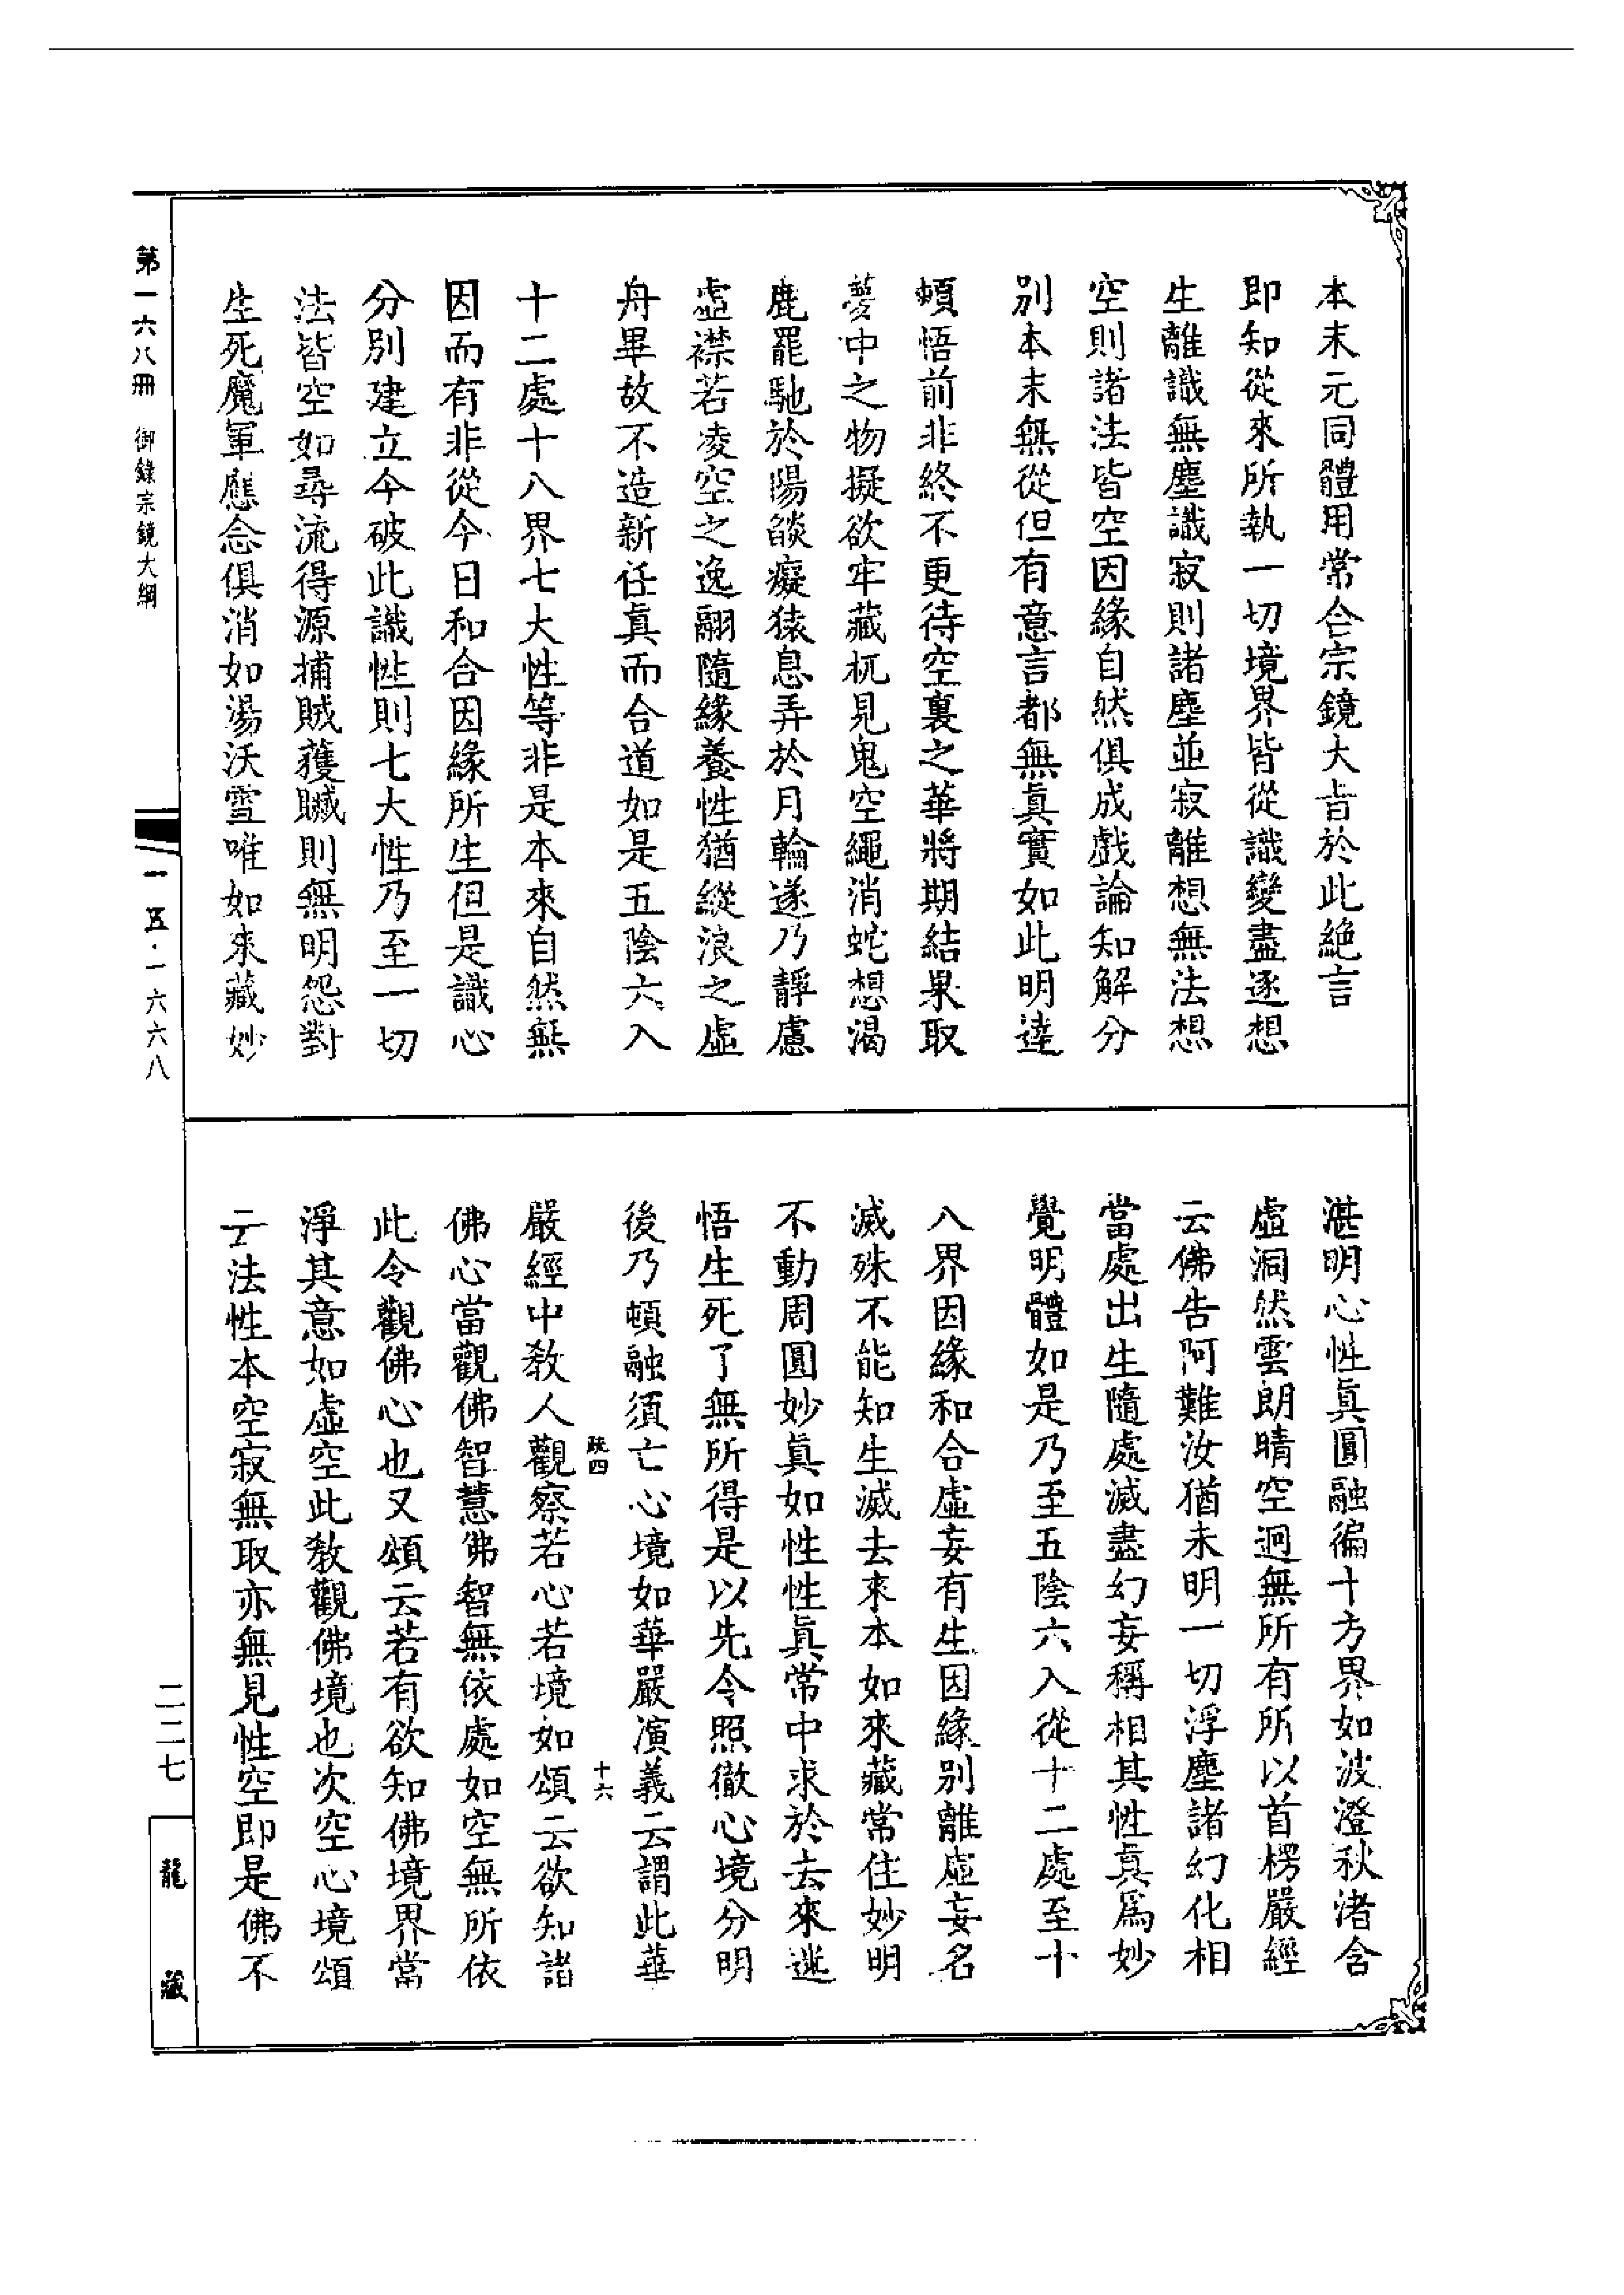 本末元同體用常合宗鏡大旨於此絶言
即知從來所執一切境界皆從識變盡逐想
生離識無塵識寂則諸塵並寂離想無法想
空則諸法皆空因緣自然俱成戲論知解分
別本末無從但有意言都無眞實如此明達
頓悟前非終不更待空裏之華將期結果取
夢中之物擬欲牢藏杌見鬼空繩消蛇想渴
鹿罷馳於陽燄癡猿息弄於月輪遂乃靜慮
虛襟若凌空之逸翮隨緣養性猶縱浪之虛
舟畢故不造新任眞而合道如是五陰六入
十二處十八界七大性等非是本來自然無
因而有非從今日和合因緣所生但是識心
分別建立今破此識性則七大性乃至一切
法皆空如尋流得源捕賊獲贓則無明怨對
生死魔軍應念俱消如湯沃雪唯如來藏妙
湛明心性眞圓融徧十方界如波澄秋渚含
虛洞然雲朗晴空迥無所有所以首楞嚴經
云佛告阿難汝猶未明一切浮塵諸幻化相
當處出生隨處滅盡幻妄稱相其性眞爲妙
覺明體如是乃至五陰六入從十二處至十
八界因緣和合虛妄有生因緣別離虛妄名
滅殊不能知生滅去來本如來藏常住妙明
不動周圓妙眞如性性眞常中求於去來迷
悟生死了無所得是以先令照徹心境分明
後乃頓融須亡心境如華嚴演義云謂此華
疏四
十六
嚴經中教人觀察若心若境如頌云欲知諸
佛心當觀佛智慧佛智無依處如空無所依
此令觀佛心也又頌云若有欲知佛境界當
淨其意如虛空此教觀佛境也次空心境頌
云法性本空寂無取亦無見性空即是佛不
第一六八冊　御錄宗鏡大綱
一五·一六六八
二二七
龍藏